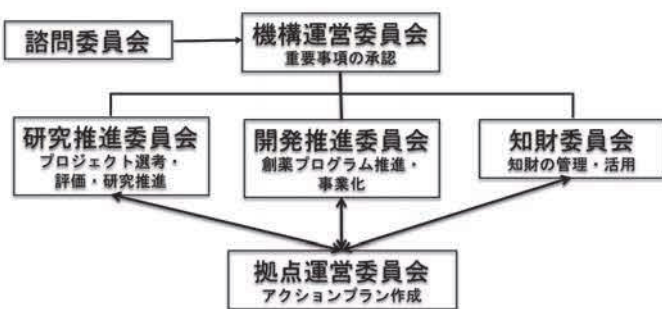 諮問委員会
機構運営委員会
重要事項の承認
研究推進委員会
プロジェクト選考・
評価・研究推進
開発推進委員会
創薬プログラム推進・
事業化
知財委員会
知財の管理・活用
拠点運営委員会
アクションプラン作成